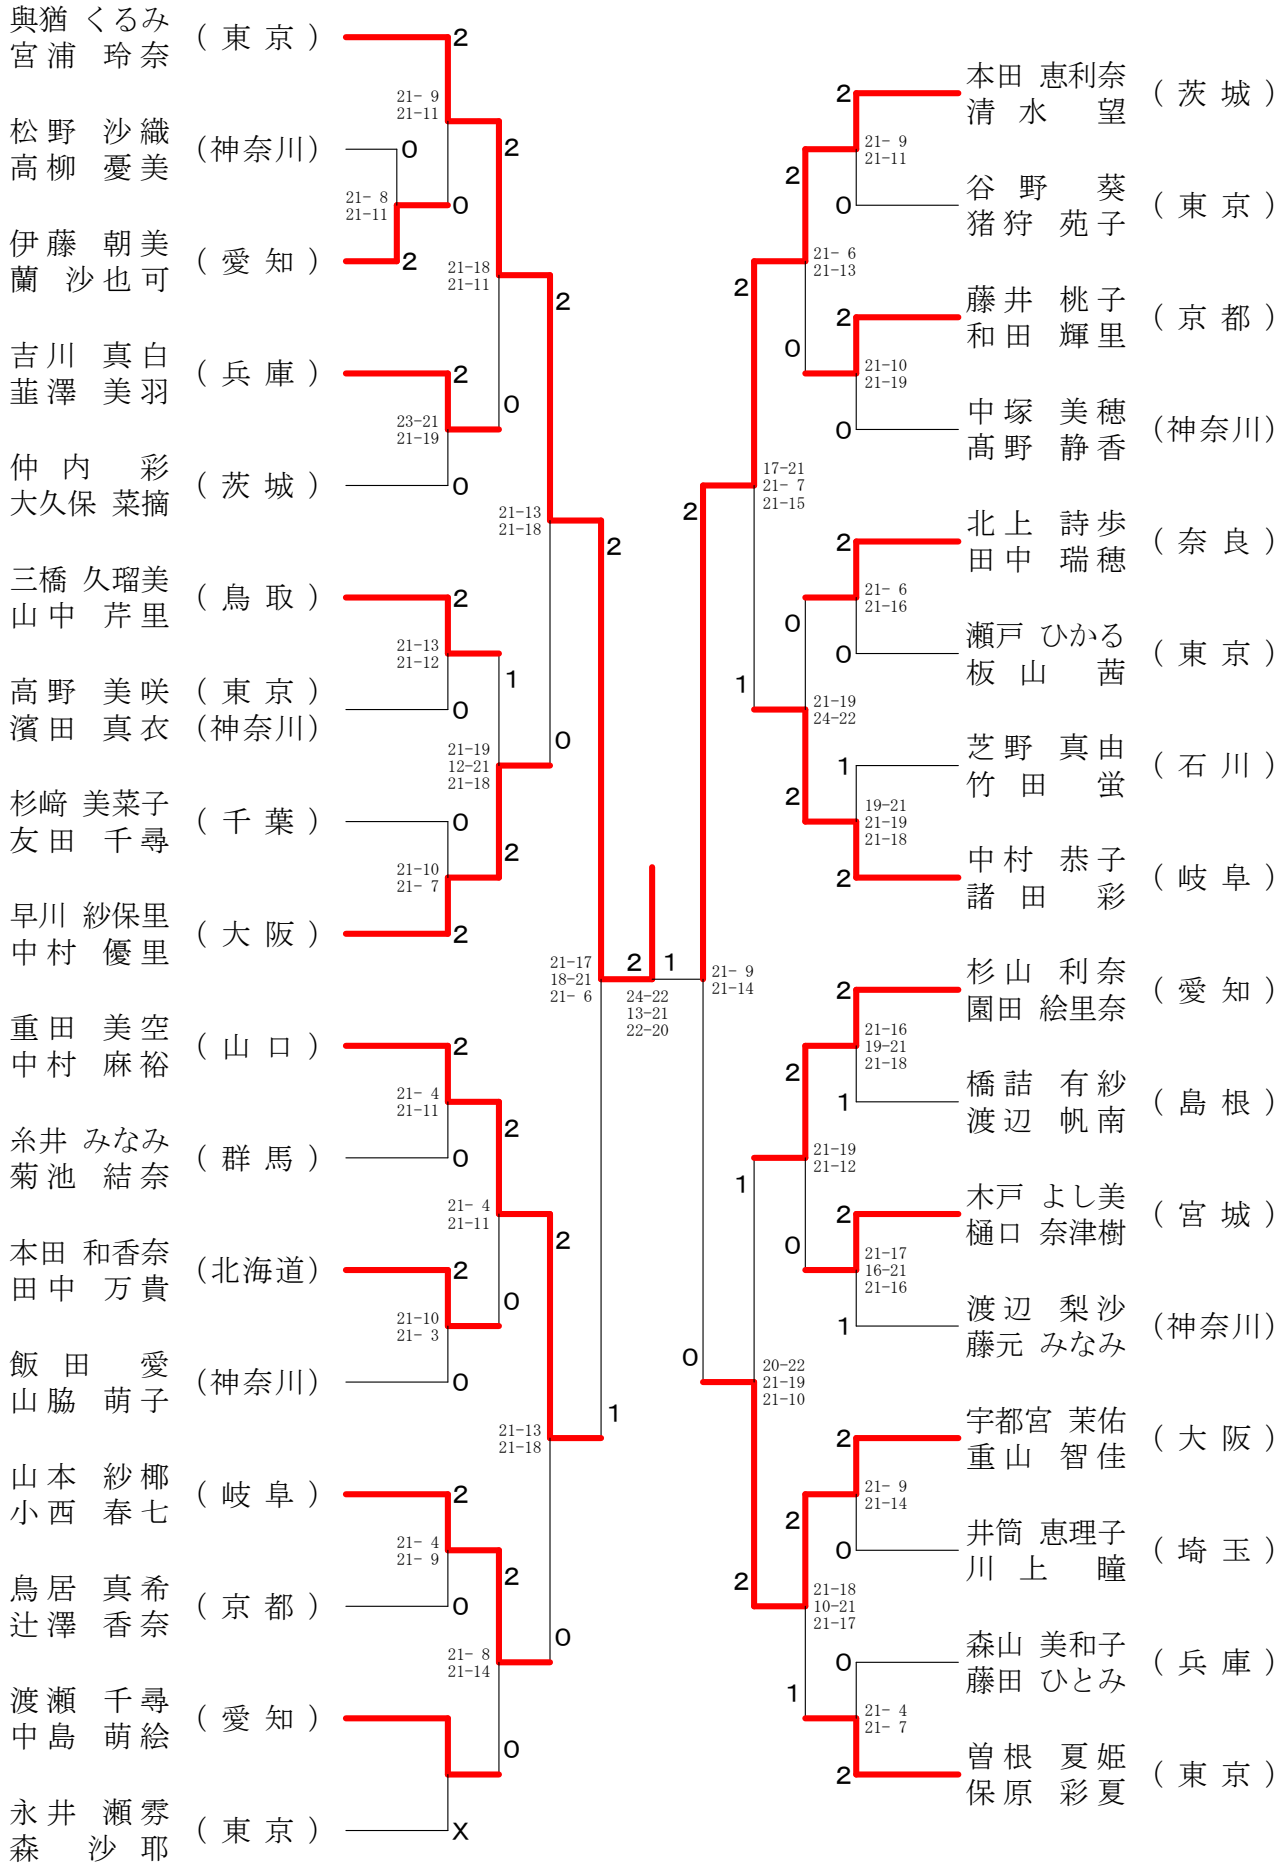 與猶 くるみ
宮浦 玲奈
( 東 京 )
2
21- 9
21-11
松野 沙織
高柳 憂美
(神奈川)
0
21- 8
21-11
0
2
伊藤 朝美
蘭 沙也可
( 愛 知 )
2
21-18
21-11
2
吉川 真白
韮澤 美羽
( 兵 庫 )
2
23-21
21-19
0
仲内 彩
大久保 菜摘
( 茨 城 )
0
21-13
21-18
2
三橋 久瑠美
山中 芹里
( 鳥 取 )
2
21-13
21-12
1
高野 美咲
濱田 真衣
( 東 京 )
(神奈川)
0
21-19
12-21
21-18
0
杉﨑 美菜子
友田 千尋
( 千 葉 )
0
21-10
21- 7
2
早川 紗保里
中村 優里
( 大 阪 )
2
21-17
18-21
21- 6
2
1
24-22
13-21
22-20
重田 美空
中村 麻裕
( 山 口 )
2
21- 4
21-11
2
糸井 みなみ
菊池 結奈
( 群 馬 )
0
21- 4
21-11
2
本田 和香奈
田中 万貴
(北海道)
2
21-10
21- 3
0
飯田 愛
山脇 萌子
(神奈川)
0
21-13
21-18
1
山本 紗椰
小西 春七
( 岐 阜 )
2
21- 4
21- 9
2
鳥居 真希
辻澤 香奈
( 京 都 )
0
21- 8
21-14
0
渡瀬 千尋
中島 萌絵
( 愛 知 )
0
永井 瀬雰
森 沙耶
( 東 京 )
X
本田 恵利奈
清水 望
( 茨 城 )
2
21- 9
21-11
2
谷野 葵
猪狩 苑子
( 東 京 )
0
21- 6
21-13
2
藤井 桃子
和田 輝里
( 京 都 )
2
21-10
21-19
0
中塚 美穂
髙野 静香
(神奈川)
0
17-21
21- 7
21-15
2
北上 詩歩
田中 瑞穂
( 奈 良 )
2
21- 6
21-16
0
瀬戸 ひかる
板山 茜
( 東 京 )
0
21-19
24-22
1
芝野 真由
竹田 蛍
( 石 川 )
1
19-21
21-19
21-18
2
中村 恭子
諸田 彩
( 岐 阜 )
2
21- 9
21-14
杉山 利奈
園田 絵里奈
( 愛 知 )
2
21-16
19-21
21-18
2
橋詰 有紗
渡辺 帆南
( 島 根 )
1
21-19
21-12
1
木戸 よし美
樋口 奈津樹
( 宮 城 )
2
21-17
16-21
21-16
0
渡辺 梨沙
藤元 みなみ
(神奈川)
1
20-22
21-19
21-10
0
宇都宮 茉佑
重山 智佳
( 大 阪 )
2
21- 9
21-14
2
井筒 恵理子
川上 瞳
( 埼 玉 )
0
21-18
10-21
21-17
2
森山 美和子
藤田 ひとみ
( 兵 庫 )
0
21- 4
21- 7
1
曽根 夏姫
保原 彩夏
( 東 京 )
2